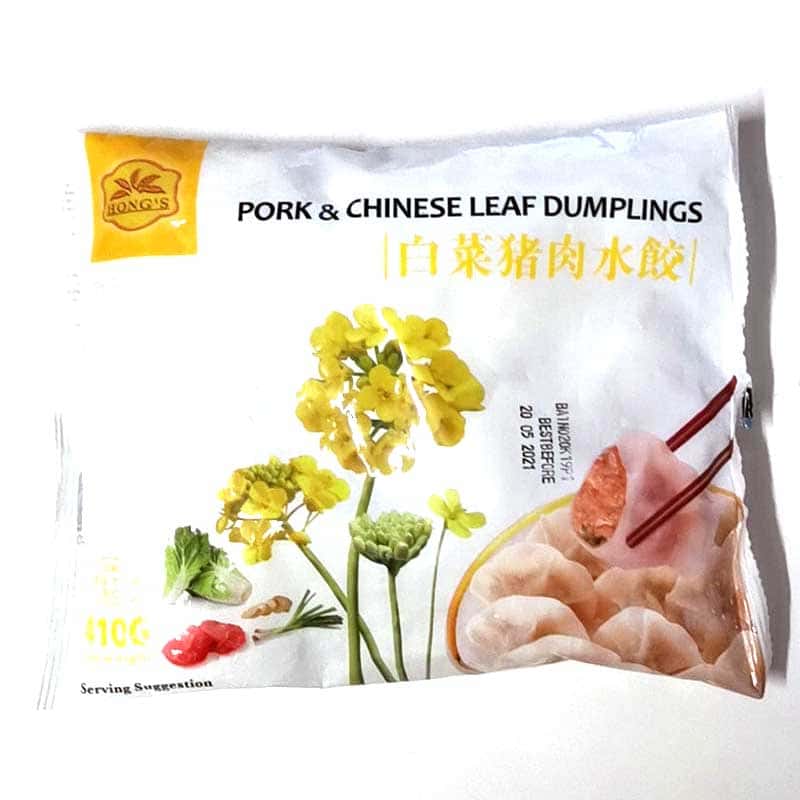 HONG'S
PORK & CHINESE LEAF DUMPLINGS
白菜猪肉水餃
BESTBEFORE
20 05 2021
410G
Serving Suggestion